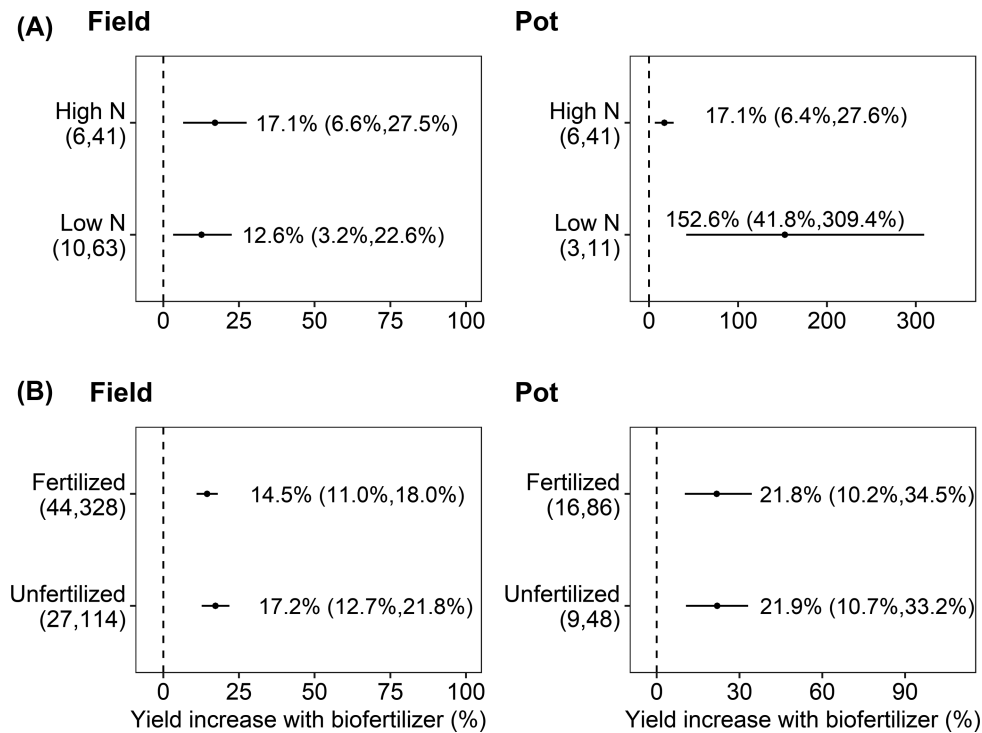 (A) Field
High N
(6,41)
17.1% (6.6%,27.5%)
Low N
(10,63)
12.6% (3.2%,22.6%)
0 25 50 75 100
Pot
High N
(6,41)
17.1% (6.4%,27.6%)
Low N
(3,11)
152.6% (41.8%,309.4%)
0 100 200 300
(B) Field
Fertilized
(44,328)
14.5% (11.0%,18.0%)
Unfertilized
(27,114)
17.2% (12.7%,21.8%)
0 25 50 75 100
Yield increase with biofertilizer (%)
Pot
Fertilized
(16,86)
21.8% (10.2%,34.5%)
Unfertilized
(9,48)
21.9% (10.7%,33.2%)
0 30 60 90
Yield increase with biofertilizer (%)